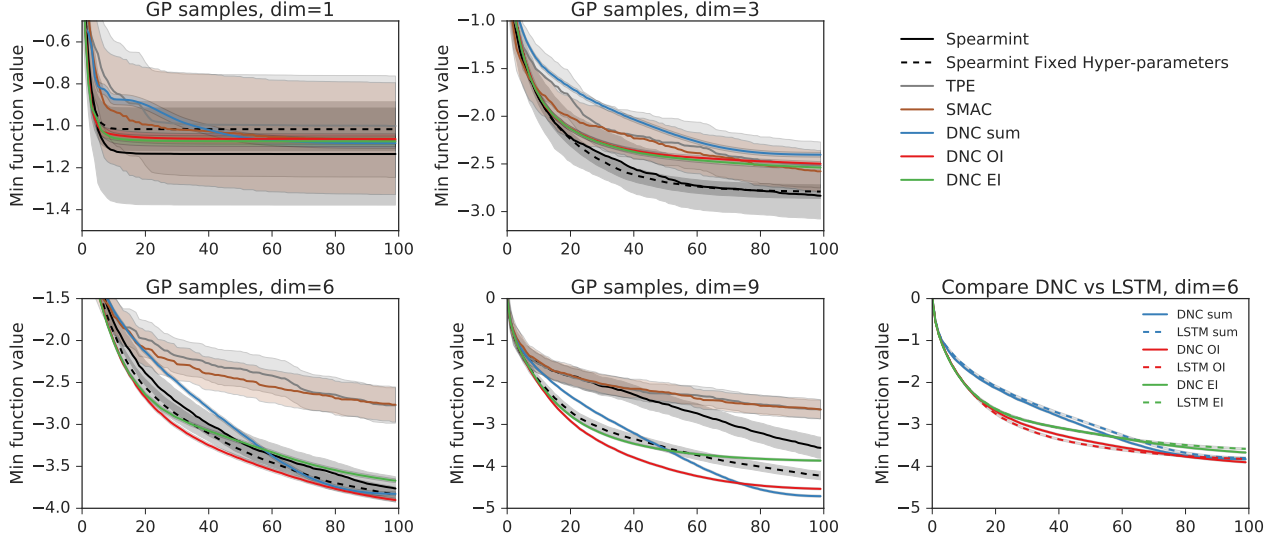 GP samples, dim=1
Min function value
−0.6
−0.8
−1.0
−1.2
−1.4
0 20 40 60 80 100
GP samples, dim=3
Min function value
−1.0
−1.5
−2.0
−2.5
−3.0
0 20 40 60 80 100
Spearmint
Spearmint Fixed Hyper-parameters
TPE
SMAC
DNC sum
DNC OI
DNC EI
GP samples, dim=6
Min function value
−1.5
−2.0
−2.5
−3.0
−3.5
−4.0
0 20 40 60 80 100
GP samples, dim=9
Min function value
0
−1
−2
−3
−4
−5
0 20 40 60 80 100
Compare DNC vs LSTM, dim=6
Min function value
0
−1
−2
−3
−4
−5
DNC sum
LSTM sum
DNC OI
LSTM OI
DNC EI
LSTM EI
0 20 40 60 80 100